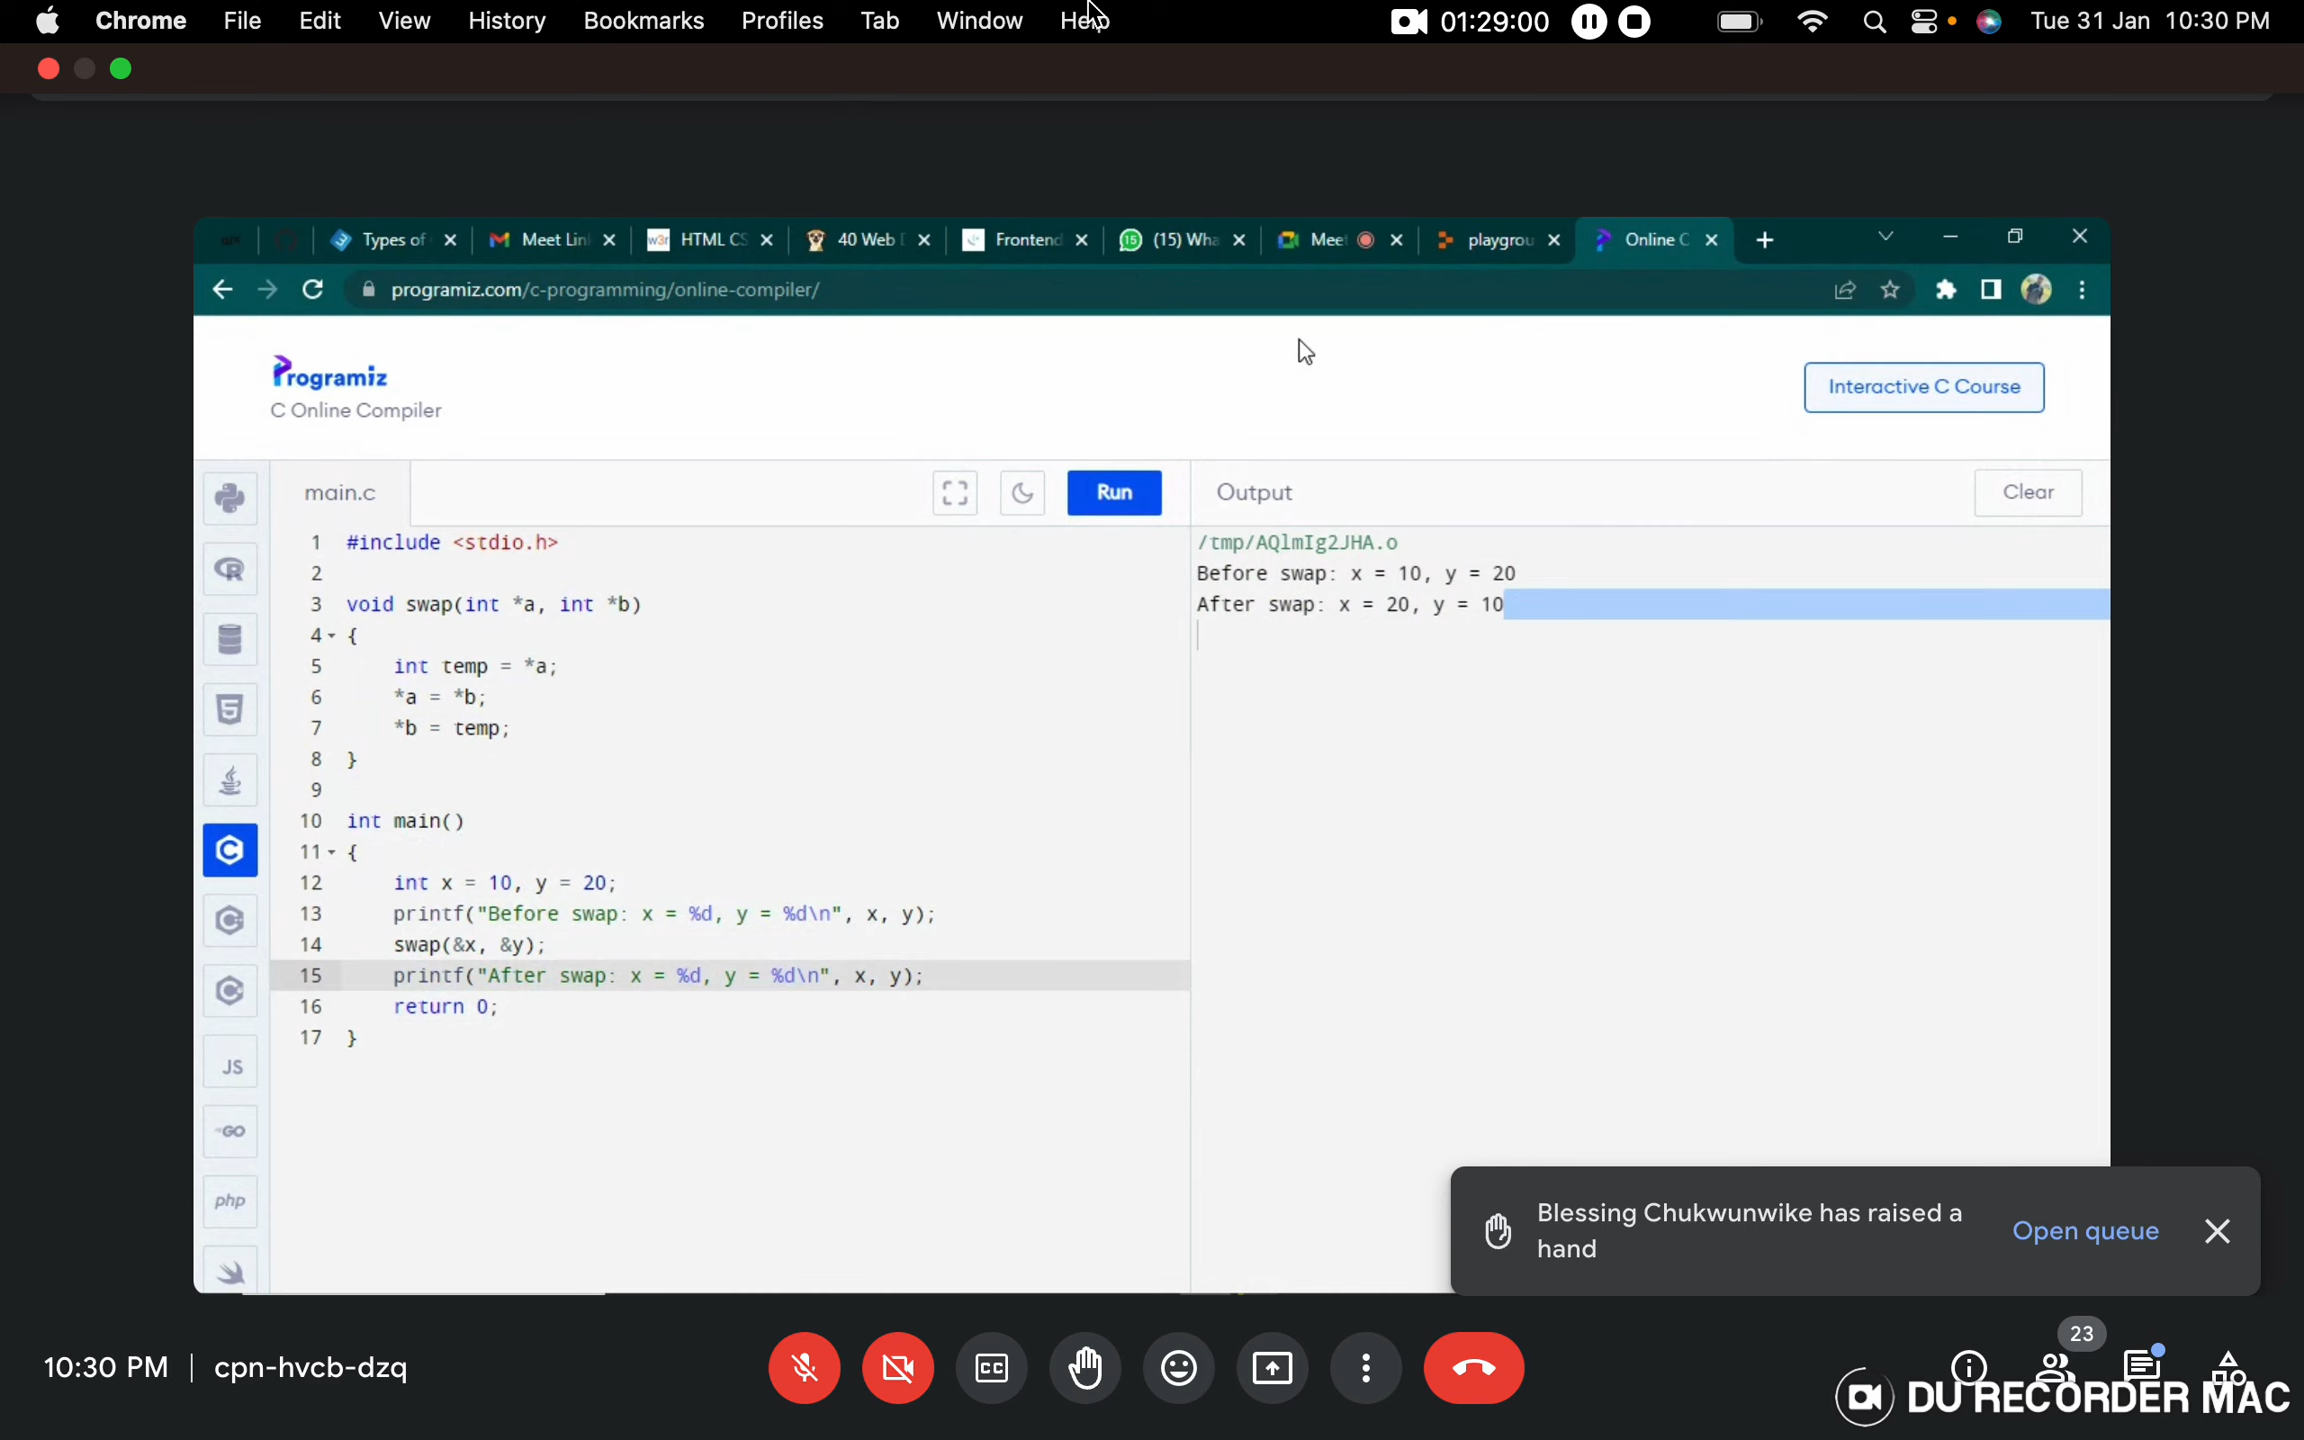 Chrome File Edit View History Bookmarks Profiles Tab Window Help 01:29:00 Tue 31 Jan 10:30 PM
Types of Meet Lin HTML CS 40 Web Frontend (15) Wha Meet playgrou Online C
programiz.com/c-programming/online-compiler/
Programiz
C Online Compiler
Interactive C Course
main.c Run Output Clear
1 #include <stdio.h>
2
3 void swap(int *a, int *b)
4 {
5 int temp = *a;
6 *a = *b;
7 *b = temp;
8 }
9
10 int main()
11 {
12 int x = 10, y = 20;
13 printf("Before swap: x = %d, y = %d\n", x, y);
14 swap(&x, &y);
15 printf("After swap: x = %d, y = %d\n", x, y);
16 return 0;
17 }
/tmp/AQlmIg2JHA.o
Before swap: x = 10, y = 20
After swap: x = 20, y = 10
JS
GO
php
Blessing Chukwunwike has raised a
hand
Open queue
10:30 PM | cpn-hvcb-dzq
CC
23
DU RECORDER MAC